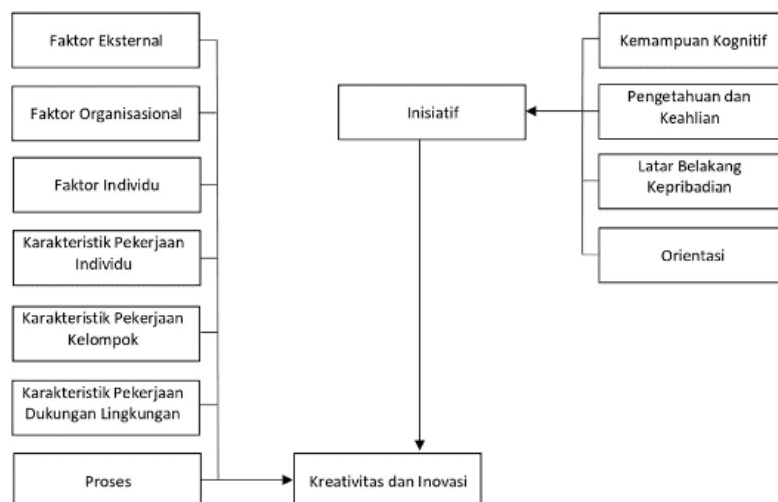 Faktor Eksternal
Faktor Organisasional
Faktor Individu
Karakteristik Pekerjaan
Individu
Karakteristik Pekerjaan
Kelompok
Karakteristik Pekerjaan
Dukungan Lingkungan
Proses
Inisiatif
Kreativitas dan Inovasi
Kemampuan Kognitif
Pengetahuan dan
Keahlian
Latar Belakang
Kepribadian
Orientasi